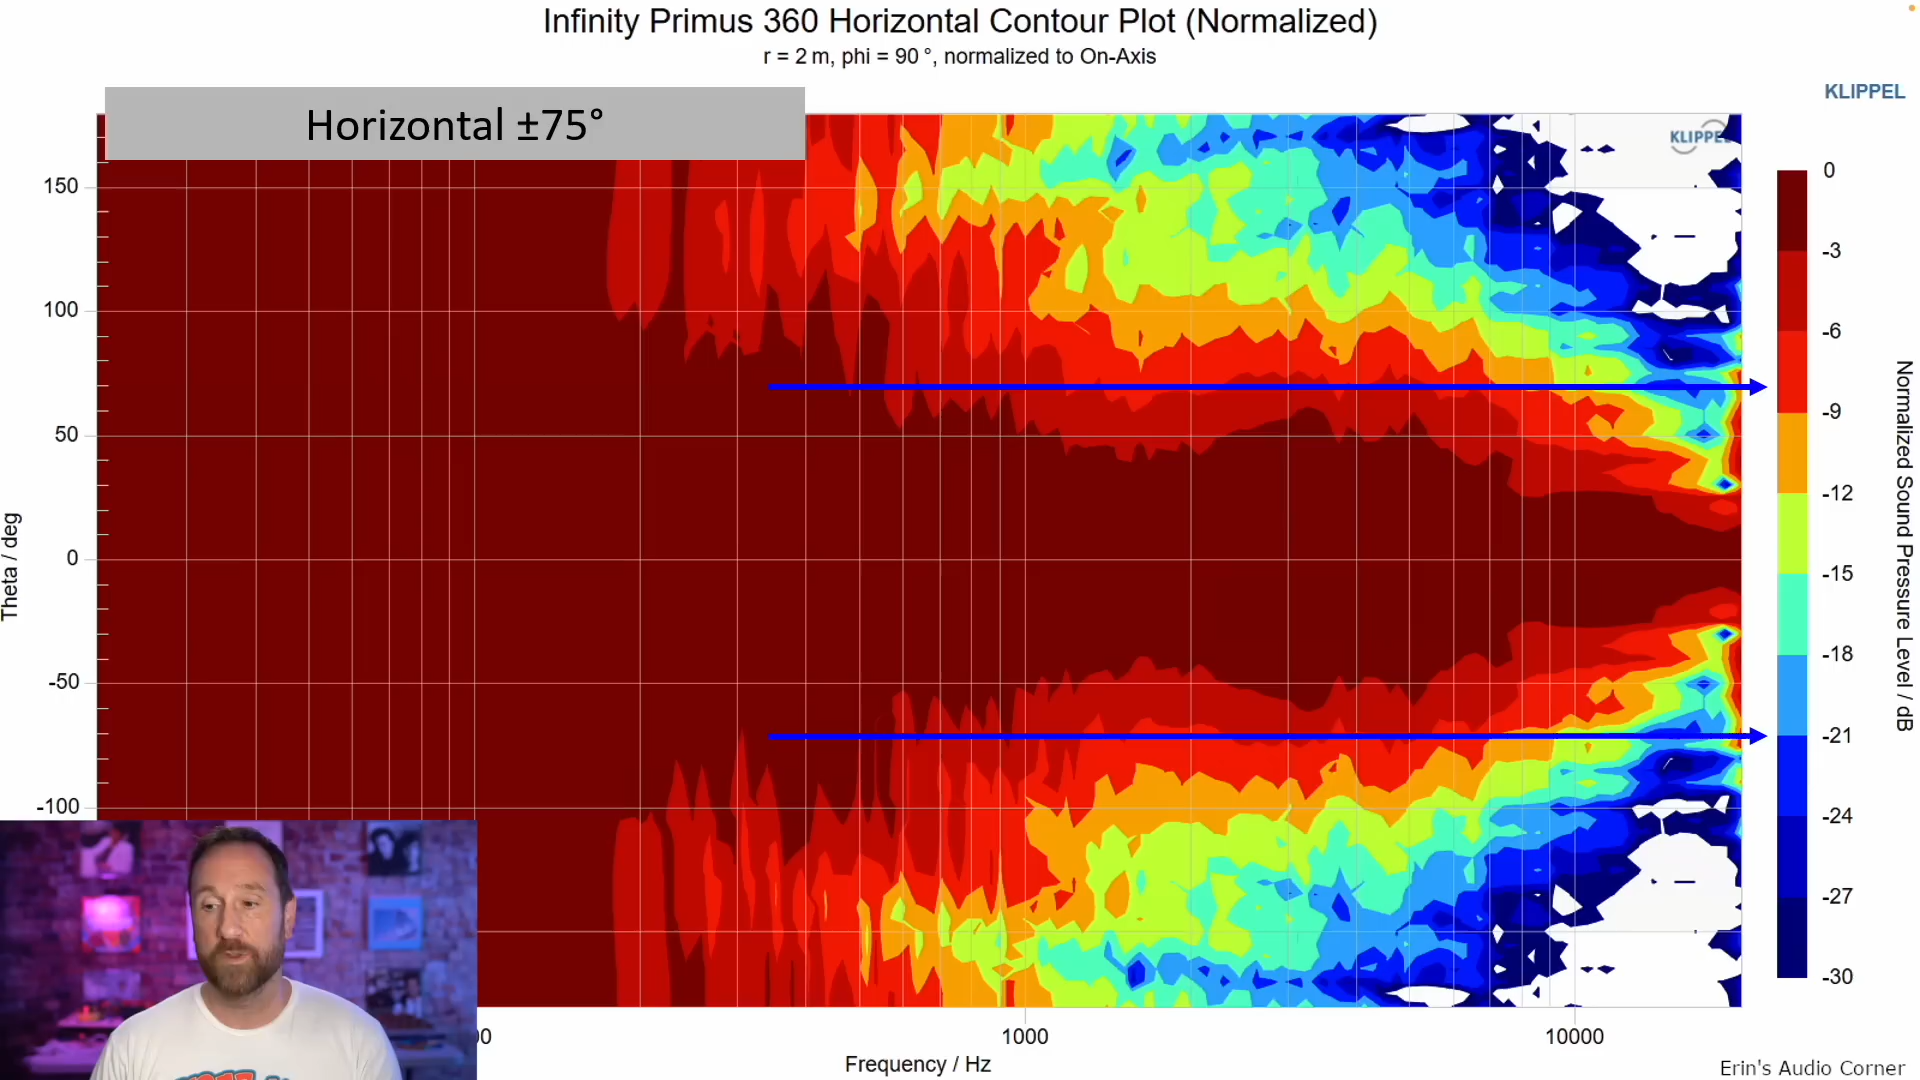 Infinity Primus 360 Horizontal Contour Plot (Normalized)
r = 2 m, phi = 90 °, normalized to On-Axis
KLIPPEL
Horizontal ±75°
KLIPPEL
150
100
50
0
-50
-100
Theta / deg
0
-3
-6
-9
-12
-15
-18
-21
-24
-27
-30
Normalized Sound Pressure Level / dB
00
1000
10000
Frequency / Hz
Erin's Audio Corner